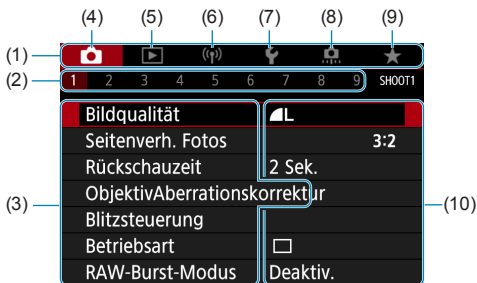 (4) (5) (6) (7) (8) (9)
(1)
(2) 1 2 3 4 5 6 7 8 9 SHOOT1
Bildqualität L
Seitenverh. Fotos 3:2
Rückschauzeit 2 Sek.
ObjektivAberrationskorrektur
(3) (10)
Blitzsteuerung
Betriebsart
RAW-Burst-Modus Deaktiv.